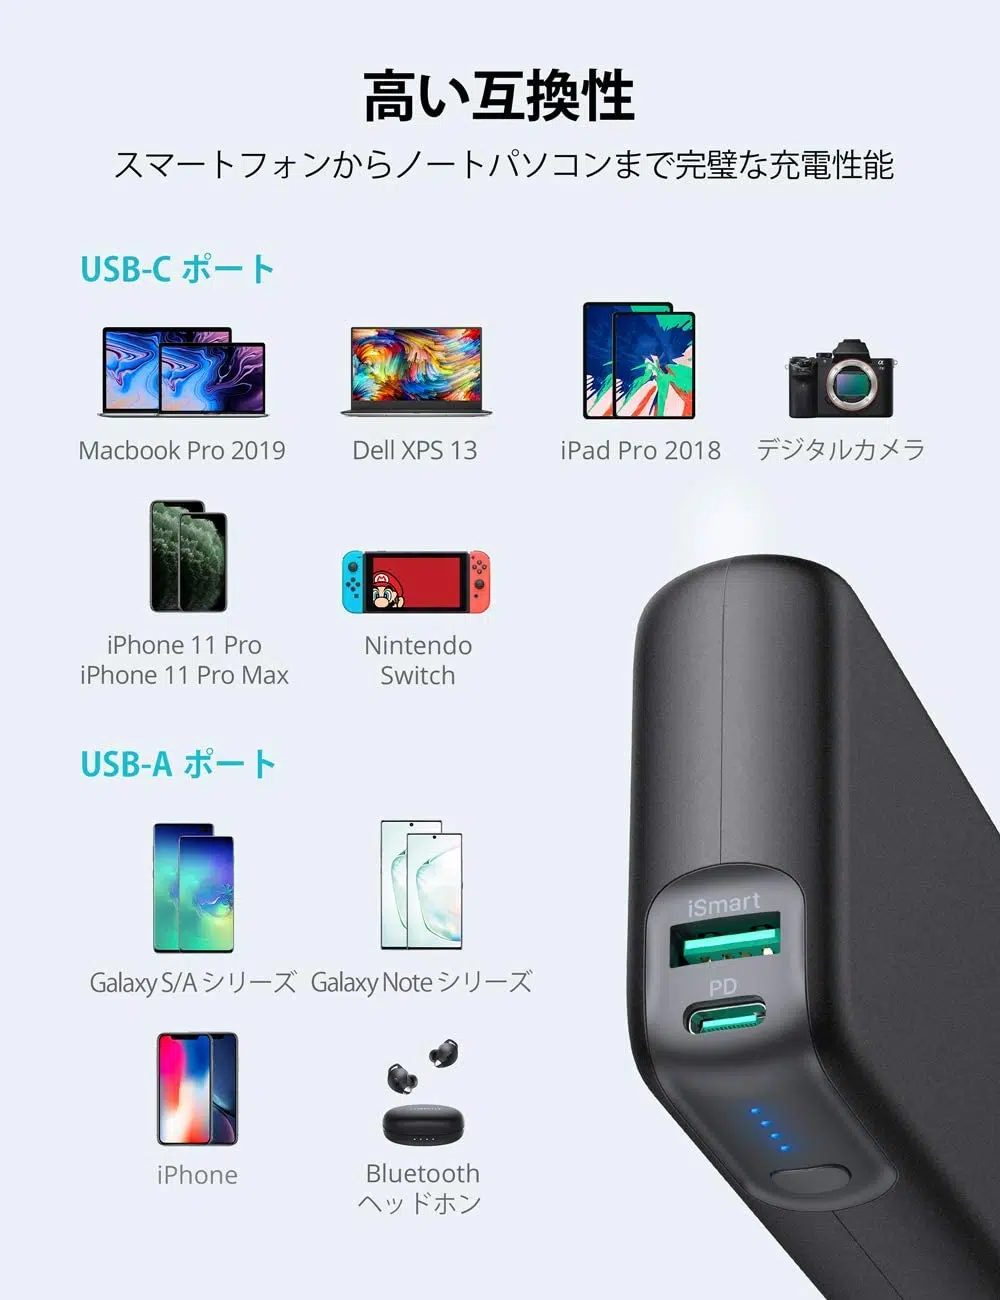 高い互換性
スマートフォンからノートパソコンまで完璧な充電性能
USB-C ポート
Macbook Pro 2019
Dell XPS 13
iPad Pro 2018
デジタルカメラ
iPhone 11 Pro
iPhone 11 Pro Max
Nintendo
Switch
USB-A ポート
Galaxy S/A シリーズ
Galaxy Note シリーズ
iPhone
Bluetooth
ヘッドホン
iSmart
PD